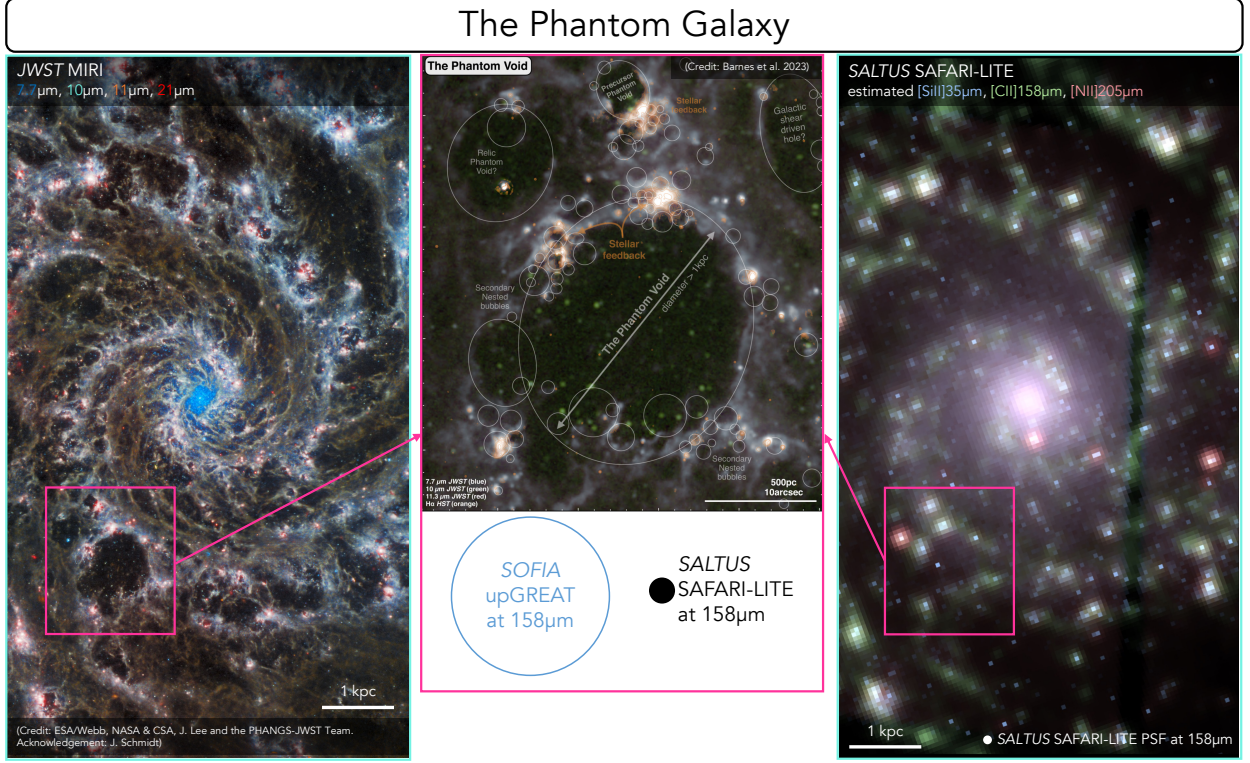 The Phantom Galaxy
JWST MIRI
7.7µm, 10µm, 11µm, 21µm
1 kpc
(Credit: ESA/Webb, NASA & CSA, J. Lee and the PHANGS-JWST Team.
Acknowledgement: J. Schmidt)
The Phantom Void
(Credit: Barnes et al. 2023)
Precursor
Phantom
Void
Stellar
feedback
Galactic
shear
driven
hole?
Relic
Phantom
Void?
Stellar
feedback
Secondary
Nested
bubbles
The Phantom Void
diameter > 1kpc
Secondary
Nested
bubbles
7.7 µm JWST (blue)
10 µm JWST (green)
11.3 µm JWST (red)
Hα HST (orange)
500pc
10arcsec
SOFIA
upGREAT
at 158µm
SALTUS
SAFARI-LITE
at 158µm
SALTUS SAFARI-LITE
estimated [SiII]35µm, [CII]158µm, [NII]205µm
1 kpc
SALTUS SAFARI-LITE PSF at 158µm